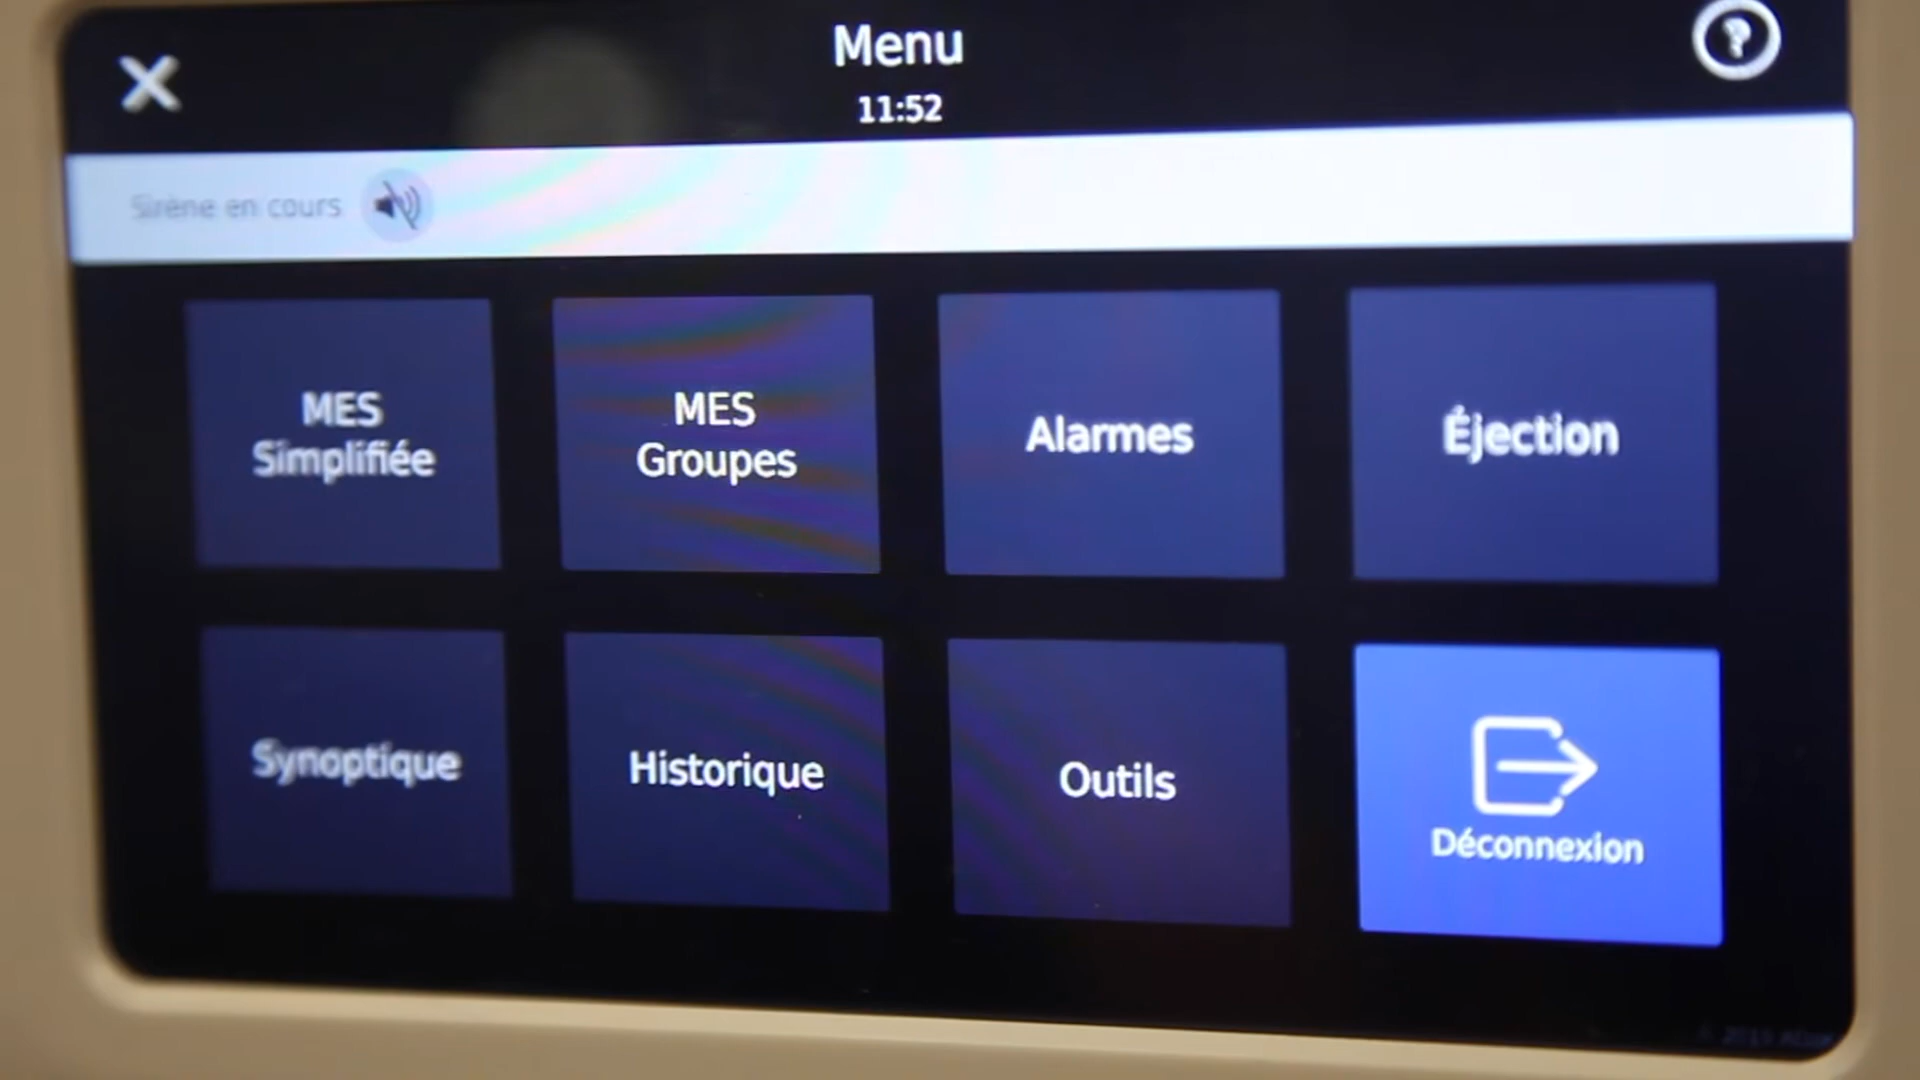 Menu
11:52
Sirène en cours
MES
Simplifiée
MES
Groupes
Alarmes
Éjection
Synoptique
Historique
Outils
Déconnexion